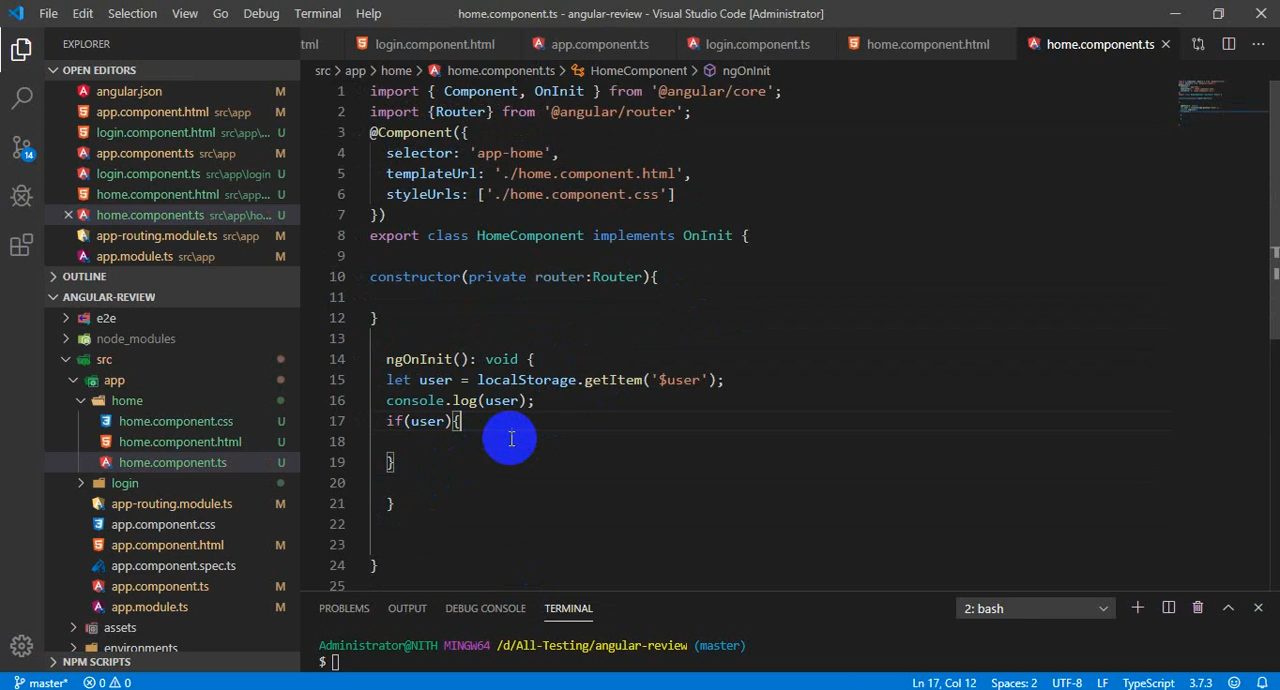 File Edit Selection View Go Debug Terminal Help home.component.ts - angular-review - Visual Studio Code [Administrator]
EXPLORER
tml login.component.html app.component.ts login.component.ts home.component.html home.component.ts
OPEN EDITORS
angular.json M
app.component.html src\app M
login.component.html src\app\... U
app.component.ts src\app M
login.component.ts src\app\login U
home.component.html src\app... U
home.component.ts src\app\ho... U
app-routing.module.ts src\app M
app.module.ts src\app M
OUTLINE
ANGULAR-REVIEW
e2e
node_modules
src
app
home
home.component.css U
home.component.html U
home.component.ts U
login
app-routing.module.ts M
app.component.css
app.component.html M
app.component.spec.ts
app.component.ts M
app.module.ts M
assets
environments
NPM SCRIPTS
14
src > app > home > home.component.ts > HomeComponent > ngOnInit
1 import { Component, OnInit } from '@angular/core';
2 import {Router} from '@angular/router';
3 @Component({
4 selector: 'app-home',
5 templateUrl: './home.component.html',
6 styleUrls: ['./home.component.css']
7 })
8 export class HomeComponent implements OnInit {
9
10 constructor(private router:Router){
11
12 }
13
14 ngOnInit(): void {
15 let user = localStorage.getItem('$user');
16 console.log(user);
17 if(user){
18
19 }
20
21 }
22
23
24 }
25
PROBLEMS OUTPUT DEBUG CONSOLE TERMINAL 2: bash
Administrator@NITH MINGW64 /d/All-Testing/angular-review (master)
$
master* 0 0 Ln 17, Col 12 Spaces: 2 UTF-8 LF TypeScript 3.7.3